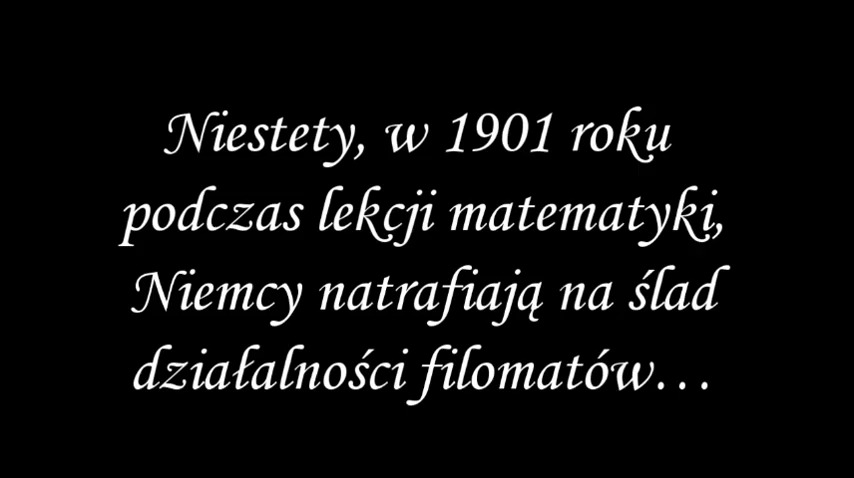 Niestety, w 1901 roku
podczas lekcji matematyki,
Niemcy natrafiają na ślad
działalności filomatów...